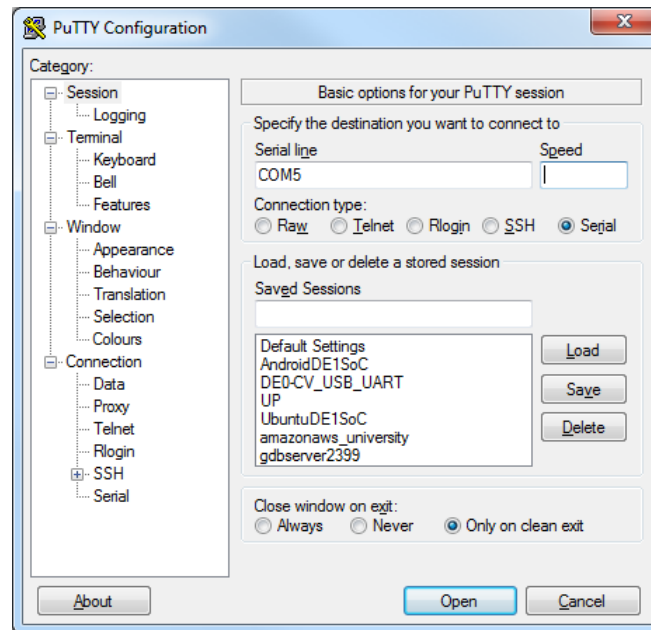 PuTTY Configuration
Category:
Session
Logging
Terminal
Keyboard
Bell
Features
Window
Appearance
Behaviour
Translation
Selection
Colours
Connection
Data
Proxy
Telnet
Rlogin
SSH
Serial
Basic options for your PuTTY session
Specify the destination you want to connect to
Serial line Speed
COM5
Connection type:
Raw Telnet Rlogin SSH Serial
Load, save or delete a stored session
Saved Sessions
Default Settings
AndroidDE1SoC
DE0-CV_USB_UART
UP
UbuntuDE1SoC
amazonaws_university
gdbserver2399
Load
Save
Delete
Close window on exit:
Always Never Only on clean exit
About Open Cancel